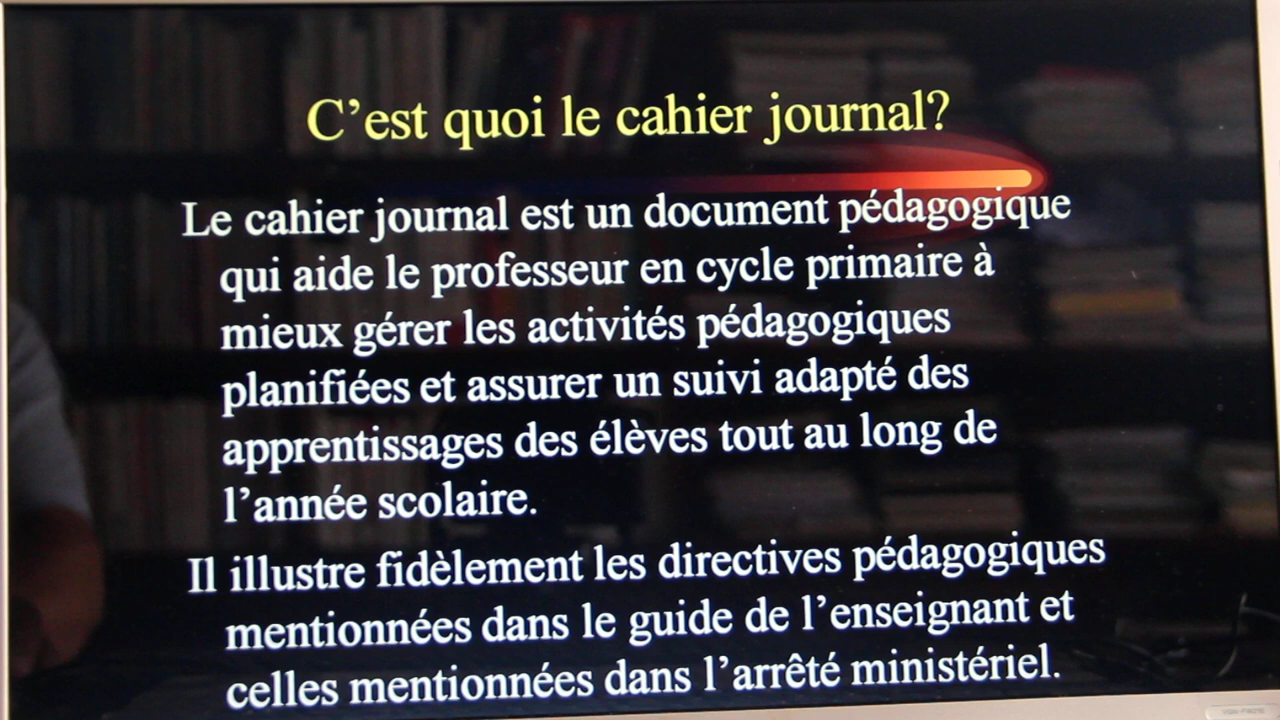 C'est quoi le cahier journal?
Le cahier journal est un document pédagogique
qui aide le professeur en cycle primaire à
mieux gérer les activités pédagogiques
planifiées et assurer un suivi adapté des
apprentissages des élèves tout au long de
l'année scolaire.
Il illustre fidèlement les directives pédagogiques
mentionnées dans le guide de l'enseignant et
celles mentionnées dans l'arrêté ministériel.